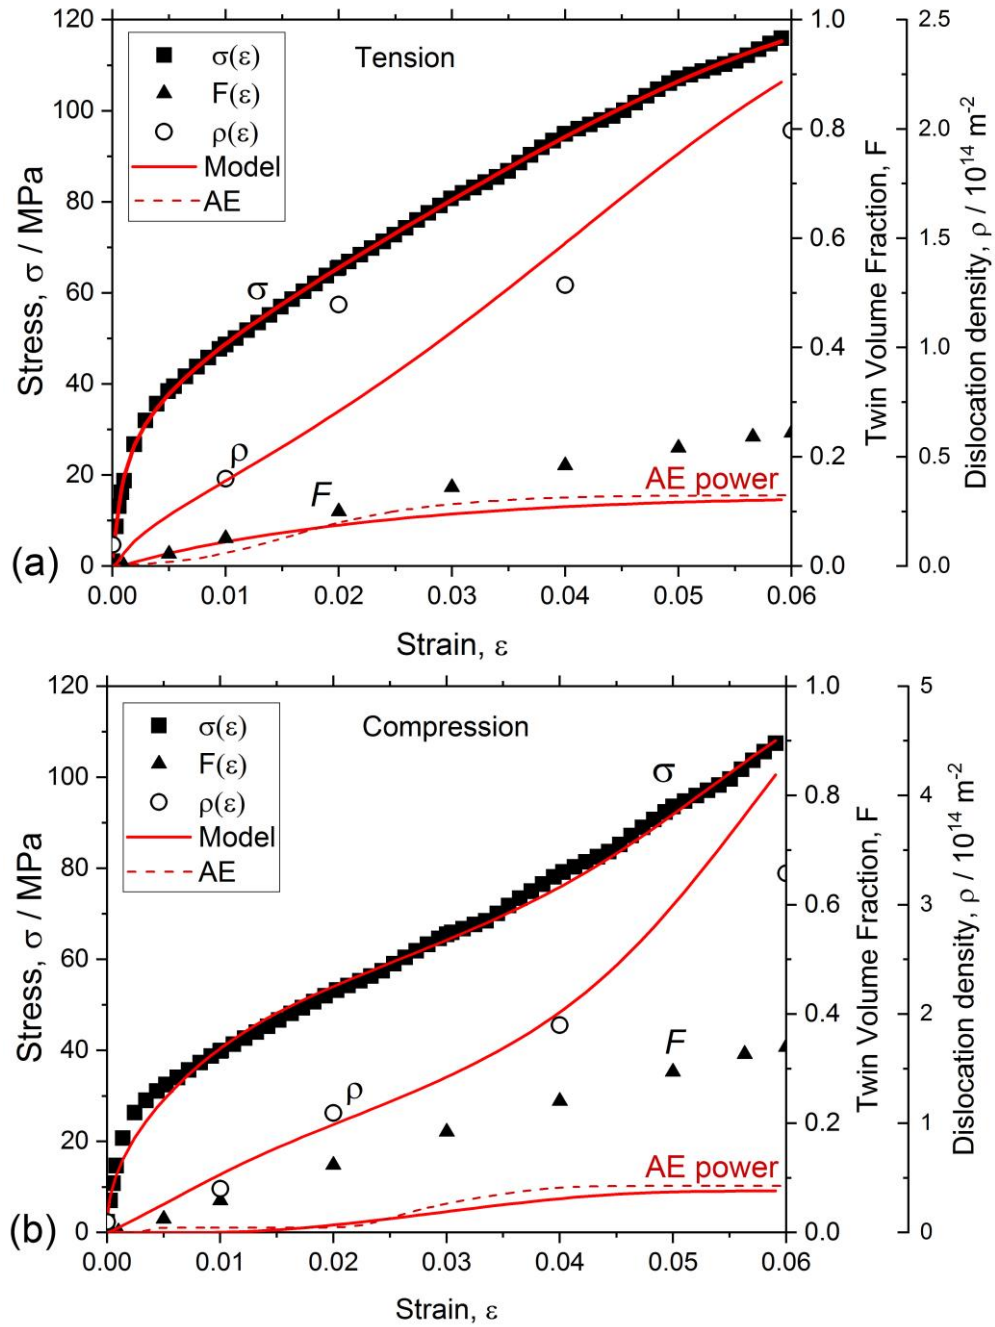 Tension
σ(ε)
F(ε)
ρ(ε)
Model
AE
σ
ρ
F
AE power
120
100
80
60
40
20
0
Stress, σ / MPa
1.0
0.8
0.6
0.4
0.2
0.0
Twin Volume Fraction, F
2.5
2.0
1.5
1.0
0.5
0.0
Dislocation density, ρ / 10¹⁴ m⁻²
(a)
0.00 0.01 0.02 0.03 0.04 0.05 0.06
Strain, ε
Compression
σ(ε)
F(ε)
ρ(ε)
Model
AE
σ
ρ
F
AE power
120
100
80
60
40
20
0
Stress, σ / MPa
1.0
0.8
0.6
0.4
0.2
0.0
Twin Volume Fraction, F
5
4
3
2
1
0
Dislocation density, ρ / 10¹⁴ m⁻²
(b)
0.00 0.01 0.02 0.03 0.04 0.05 0.06
Strain, ε